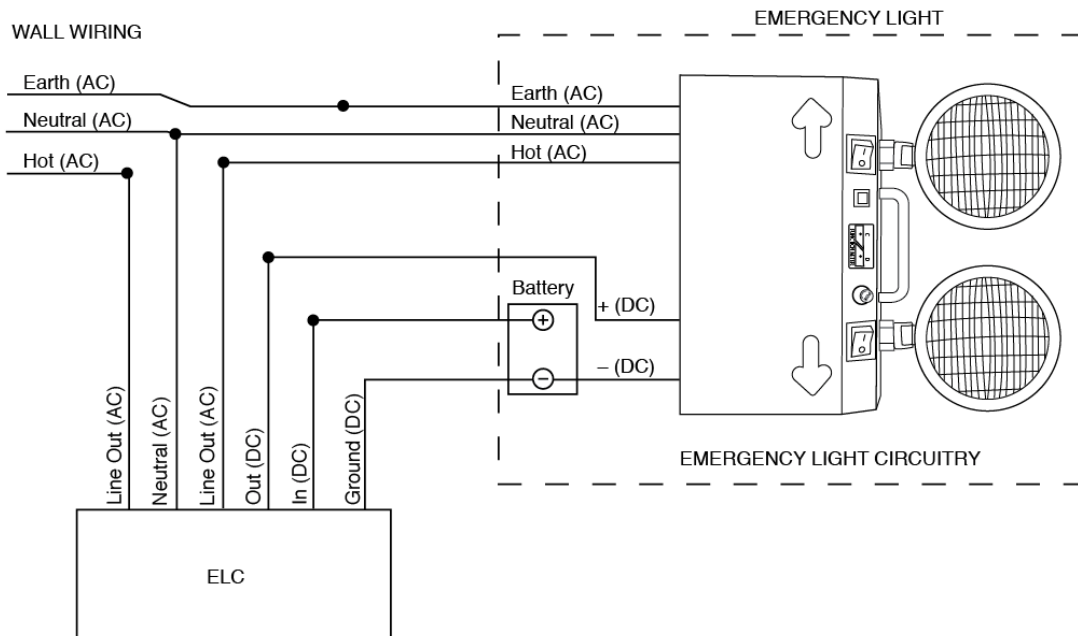 WALL WIRING
EMERGENCY LIGHT
Earth (AC)
Neutral (AC)
Hot (AC)
Earth (AC)
Neutral (AC)
Hot (AC)
Battery
+
−
+ (DC)
− (DC)
Line Out (AC)
Neutral (AC)
Line Out (AC)
Out (DC)
In (DC)
Ground (DC)
EMERGENCY LIGHT CIRCUITRY
ELC